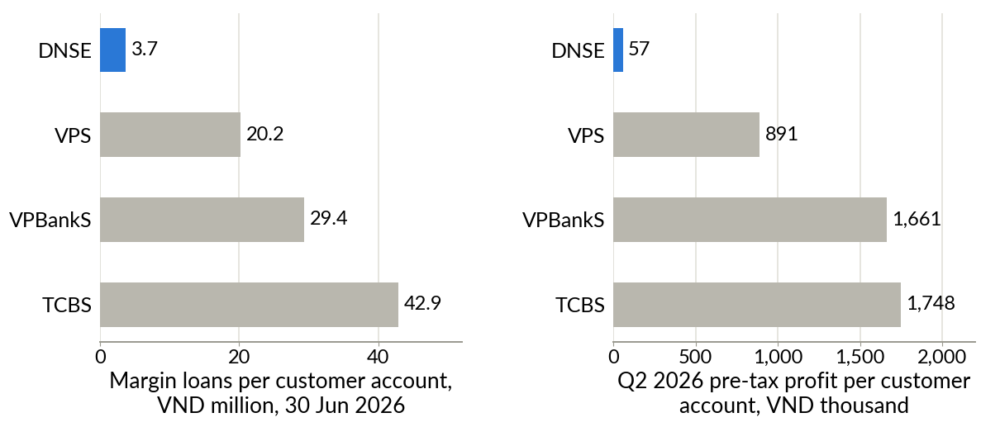 DNSE 3.7
VPS 20.2
VPBankS 29.4
TCBS 42.9
0 20 40
Margin loans per customer account,
VND million, 30 Jun 2026
DNSE 57
VPS 891
VPBankS 1,661
TCBS 1,748
0 500 1,000 1,500 2,000
Q2 2026 pre-tax profit per customer
account, VND thousand